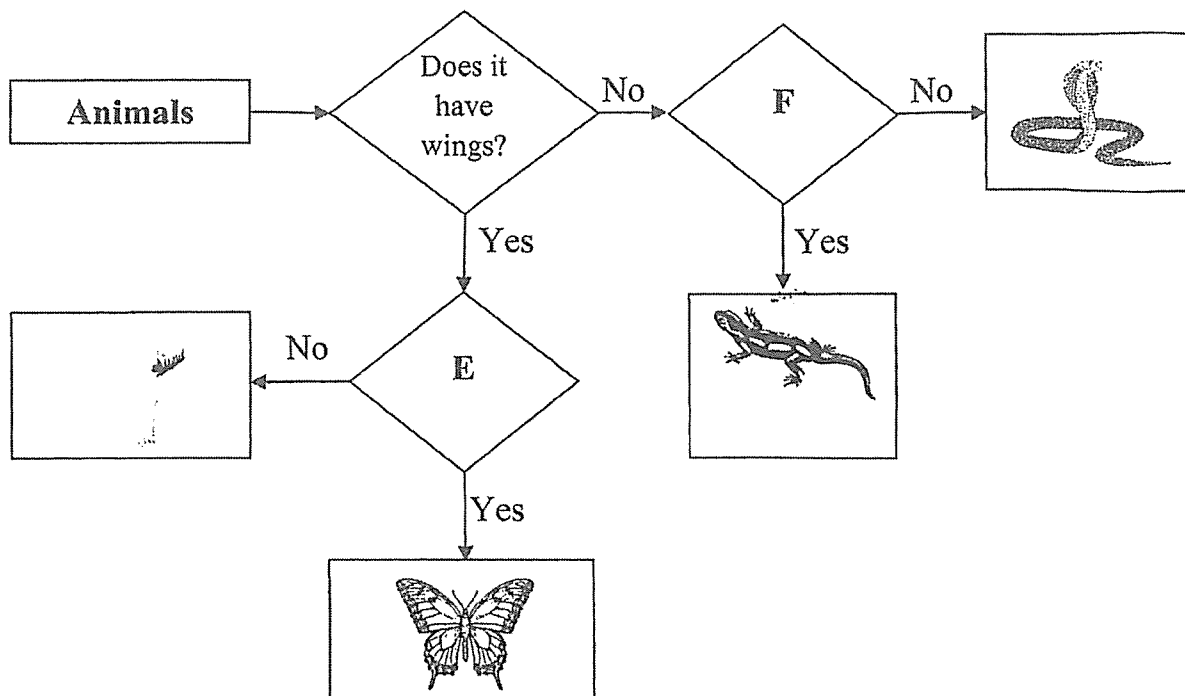 Animals
Does it
have
wings?
No
F
No
Yes
Yes
No
E
Yes